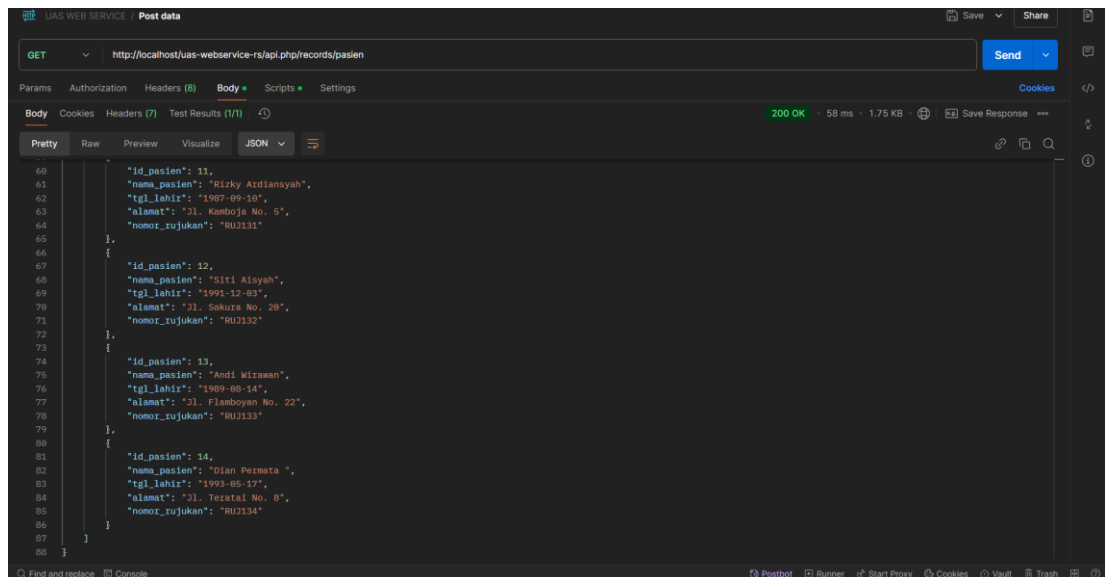 HTTP UAS WEB SERVICE / Post data Save Share
GET http://localhost/uas-webservice-rs/api.php/records/pasien Send
Params Authorization Headers (8) Body Scripts Settings Cookies
Body Cookies Headers (7) Test Results (1/1) 200 OK 58 ms 1.75 KB Save Response
Pretty Raw Preview Visualize JSON
60 "id_pasien": 11,
61 "nama_pasien": "Rizky Ardiansyah",
62 "tgl_lahir": "1987-09-10",
63 "alamat": "Jl. Kamboja No. 5",
64 "nomor_rujukan": "RUJ131"
65 },
66 {
67 "id_pasien": 12,
68 "nama_pasien": "Siti Aisyah",
69 "tgl_lahir": "1991-12-03",
70 "alamat": "Jl. Sakura No. 20",
71 "nomor_rujukan": "RUJ132"
72 },
73 {
74 "id_pasien": 13,
75 "nama_pasien": "Andi Wirawan",
76 "tgl_lahir": "1989-08-14",
77 "alamat": "Jl. Flamboyan No. 22",
78 "nomor_rujukan": "RUJ133"
79 },
80 {
81 "id_pasien": 14,
82 "nama_pasien": "Dian Permata ",
83 "tgl_lahir": "1993-05-17",
84 "alamat": "Jl. Teratai No. 8",
85 "nomor_rujukan": "RUJ134"
86 }
87 ]
88 }
Find and replace Console Postbot Runner Start Proxy Cookies Vault Trash